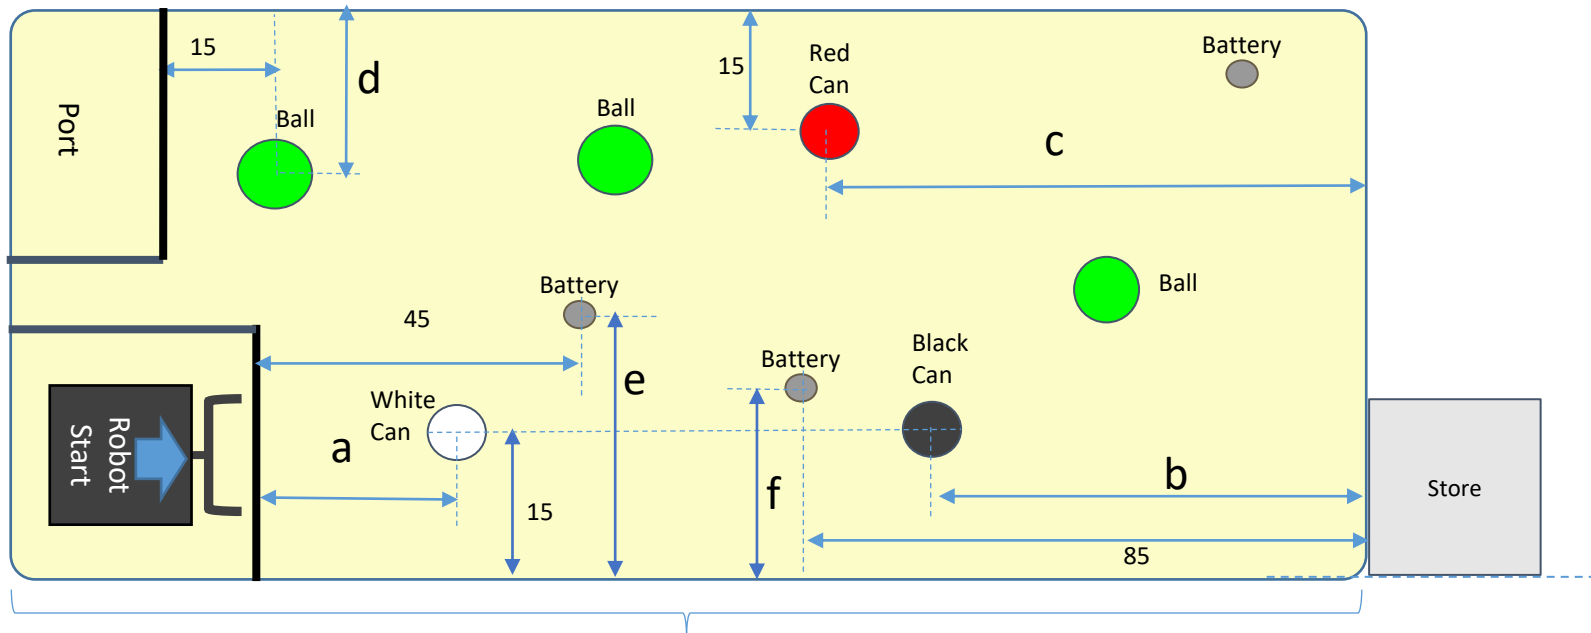 15
d
15
Red
Can
Battery
Port
Ball
Ball
c
Battery
Ball
45
Battery
Black
Can
e
White
Can
Robot
Start
a
f
b
15
Store
85